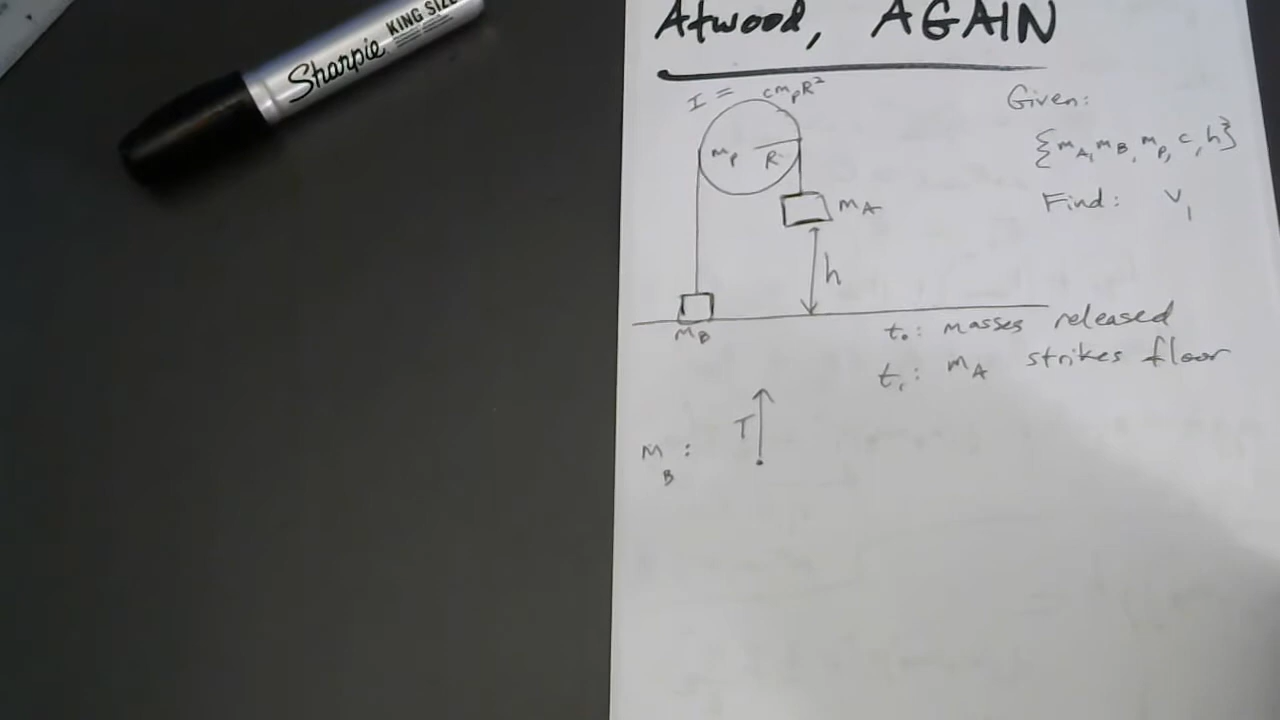 Sharpie KING SIZE
Atwood, AGAIN
I = cm_pR²
Given:
{m_A, m_B, m_p, c, h}
Find: v_1
m_p R
m_A
h
m_B
t_0: masses released
t_1: m_A strikes floor
T
m_B: